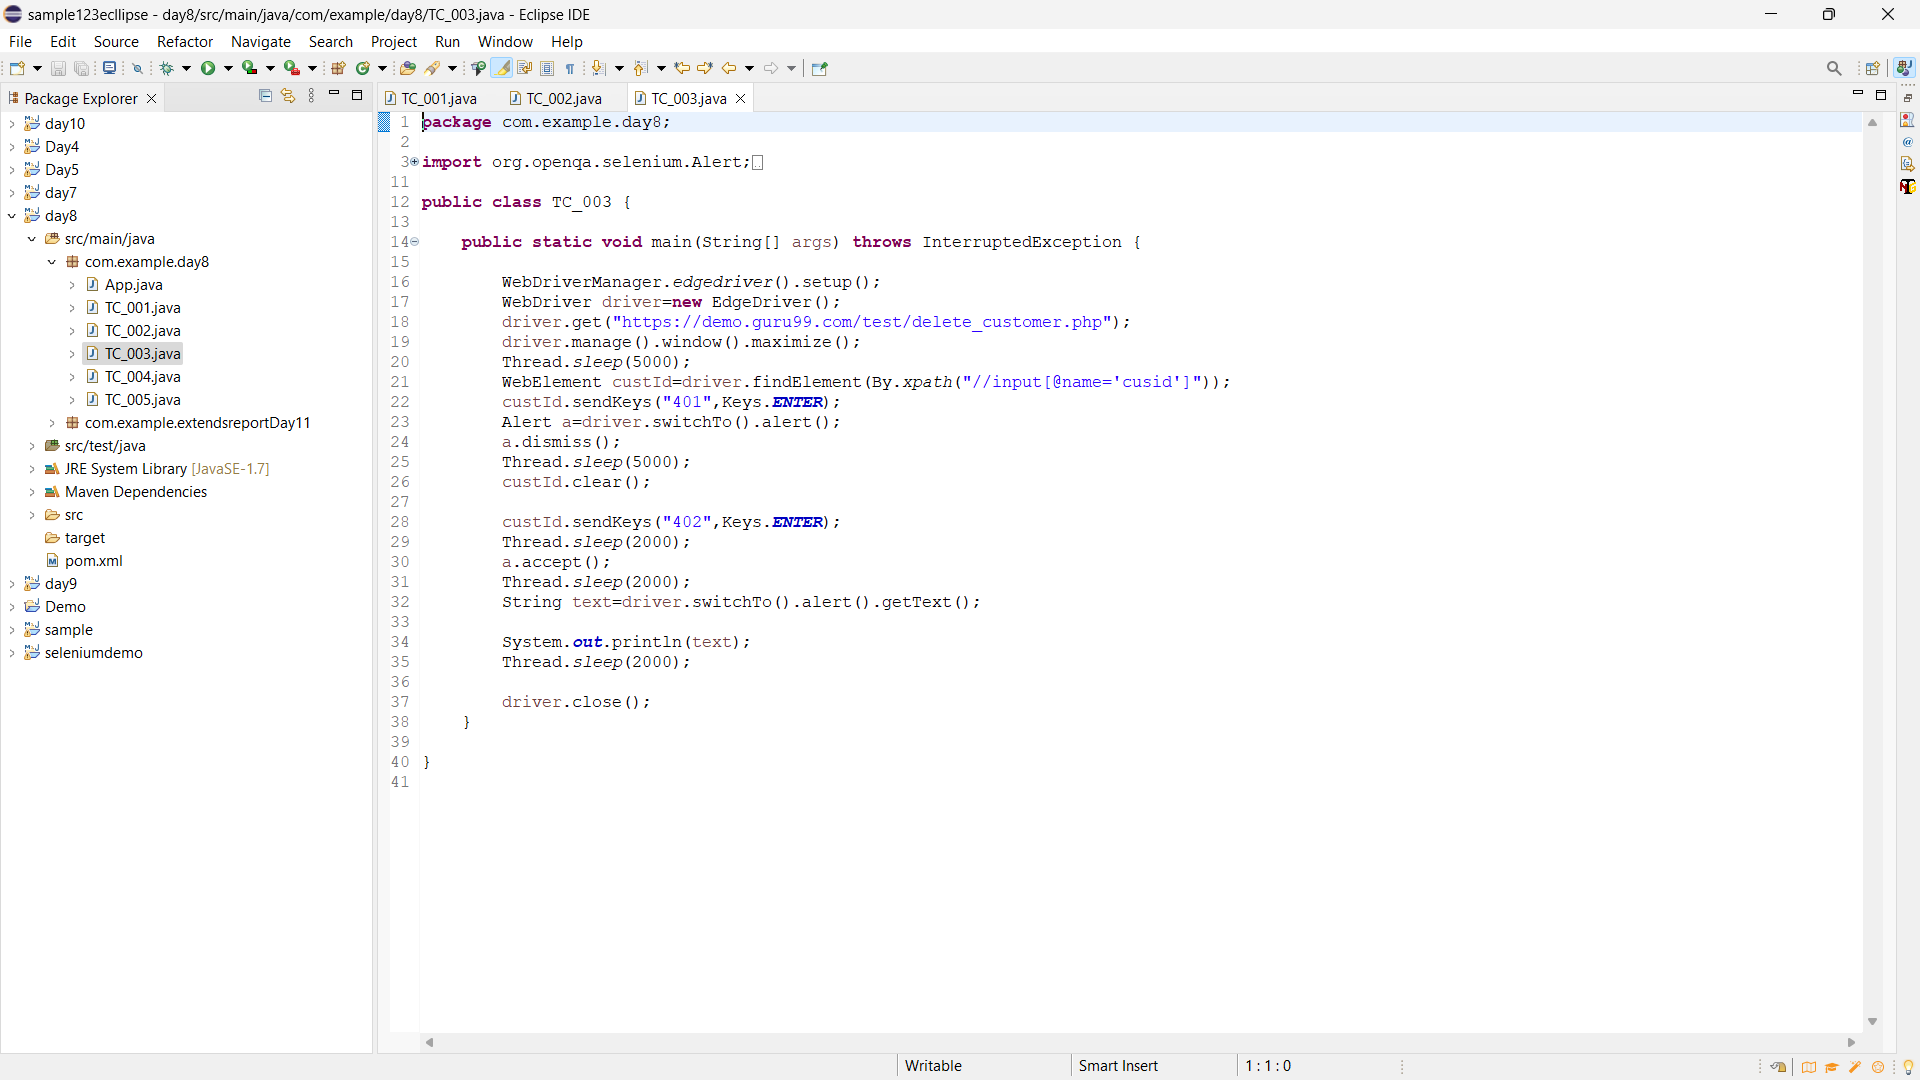 sample123ecllipse - day8/src/main/java/com/example/day8/TC_003.java - Eclipse IDE
File Edit Source Refactor Navigate Search Project Run Window Help
Package Explorer
day10
Day4
Day5
day7
day8
src/main/java
com.example.day8
App.java
TC_001.java
TC_002.java
TC_003.java
TC_004.java
TC_005.java
com.example.extendsreportDay11
src/test/java
JRE System Library [JavaSE-1.7]
Maven Dependencies
src
target
pom.xml
day9
Demo
sample
seleniumdemo
TC_001.java TC_002.java TC_003.java
1 package com.example.day8;
2
3 import org.openqa.selenium.Alert;
11
12 public class TC_003 {
13
14 public static void main(String[] args) throws InterruptedException {
15
16 WebDriverManager.edgedriver().setup();
17 WebDriver driver=new EdgeDriver();
18 driver.get("https://demo.guru99.com/test/delete_customer.php");
19 driver.manage().window().maximize();
20 Thread.sleep(5000);
21 WebElement custId=driver.findElement(By.xpath("//input[@name='cusid']"));
22 custId.sendKeys("401",Keys.ENTER);
23 Alert a=driver.switchTo().alert();
24 a.dismiss();
25 Thread.sleep(5000);
26 custId.clear();
27
28 custId.sendKeys("402",Keys.ENTER);
29 Thread.sleep(2000);
30 a.accept();
31 Thread.sleep(2000);
32 String text=driver.switchTo().alert().getText();
33
34 System.out.println(text);
35 Thread.sleep(2000);
36
37 driver.close();
38 }
39
40 }
41
Writable Smart Insert 1 : 1 : 0